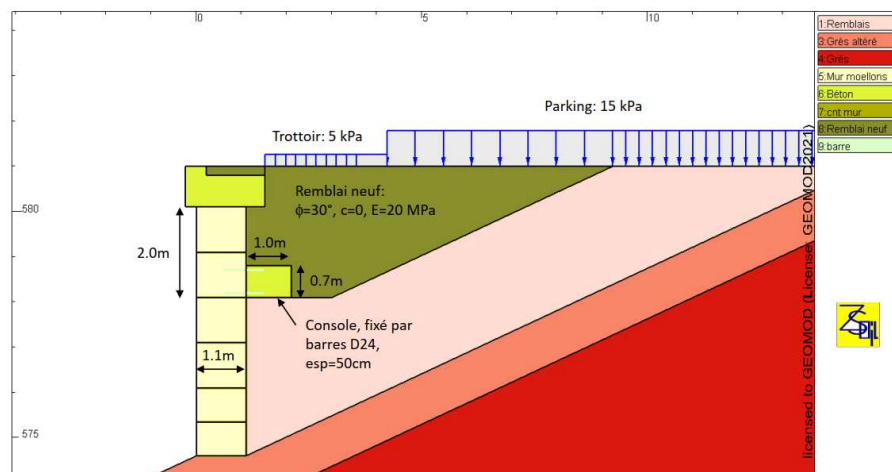 0
5
10
1:Remblais
3:Grès altéré
4:Grès
5:Mur moellons
6:Béton
7:cnt mur
8:Remblai neuf
9:barre
Parking: 15 kPa
Trottoir: 5 kPa
Remblai neuf:
ϕ=30°, c=0, E=20 MPa
580
2.0m
1.0m
0.7m
Console, fixé par
barres D24,
esp=50cm
1.1m
575
licensed to GEOMOD (License: GEOMOD2021)
ZSoil